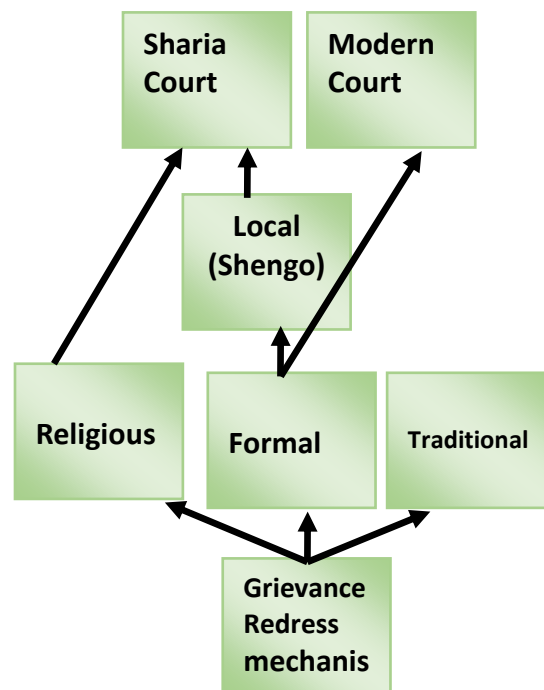 Sharia
Court
Modern
Court
Local
(Shengo)
Religious
Formal
Traditional
Grievance
Redress
mechanis